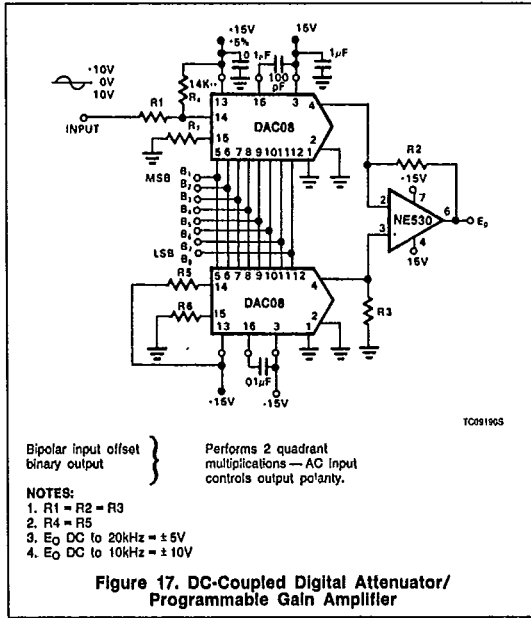 +15V
±5%
15V
+10V
0V
10V
0 1µF
1µF
100
pF
14K
R4
R1
INPUT
13
16
3
4
14
15
DAC08
2
1
5 6 7 8 9 10 11 12
MSB
B1
B2
B3
B4
B5
B6
B7
LSB
B8
R2
-15V
7
2
NE530
6
E0
3
4
15V
5 6 7 8 9 10 11 12
R5
14
R6
15
DAC08
4
2
13
16
3
1
R3
01µF
+15V
-15V
TC09190S
Bipolar input offset
binary output
Performs 2 quadrant
multiplications — AC input
controls output polarity.
NOTES:
1. R1 = R2 = R3
2. R4 = R5
3. EO DC to 20kHz = ± 5V
4. EO DC to 10kHz = ± 10V
Figure 17. DC-Coupled Digital Attenuator/
Programmable Gain Amplifier